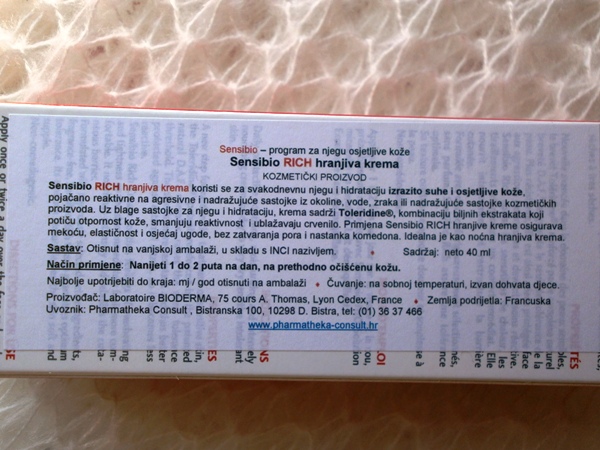 Sensibio – program za njegu osjetljive kože
Sensibio RICH hranjiva krema
KOZMETIČKI PROIZVOD
Sensibio RICH hranjiva krema koristi se za svakodnevnu njegu i hidrataciju izrazito suhe i osjetljive kože,
pojačano reaktivne na agresivne i nadražujuće sastojke iz okoline, vode, zraka ili nadražujuće sastojke kozmetičkih
proizvoda. Uz blage sastojke za njegu i hidrataciju, krema sadrži Toleridine®, kombinaciju biljnih ekstrakata koji
potiču otpornost kože, smanjuju reaktivnost i ublažavaju crvenilo. Primjena Sensibio RICH hranjive kreme osigurava
mekoću, elastičnost i osjećaj ugode, bez zatvaranja pora i nastanka komedona. Idealna je kao noćna hranjiva krema.
Sastav: Otisnut na vanjskoj ambalaži, u skladu s INCI nazivljem. ♦ Sadržaj: neto 40 ml
Način primjene: Nanijeti 1 do 2 puta na dan, na prethodno očišćenu kožu.
Najbolje upotrijebiti do kraja: mj / god otisnuti na ambalaži ♦ Čuvanje: na sobnoj temperaturi, izvan dohvata djece.
Proizvođač: Laboratoire BIODERMA, 75 cours A. Thomas, Lyon Cedex, France ♦ Zemlja podrijetla: Francuska
Uvoznik: Pharmatheka Consult , Bistranska 100, 10298 D. Bistra, tel: (01) 36 37 466
www.pharmatheka-consult.hr
Apply once or twice a day over the